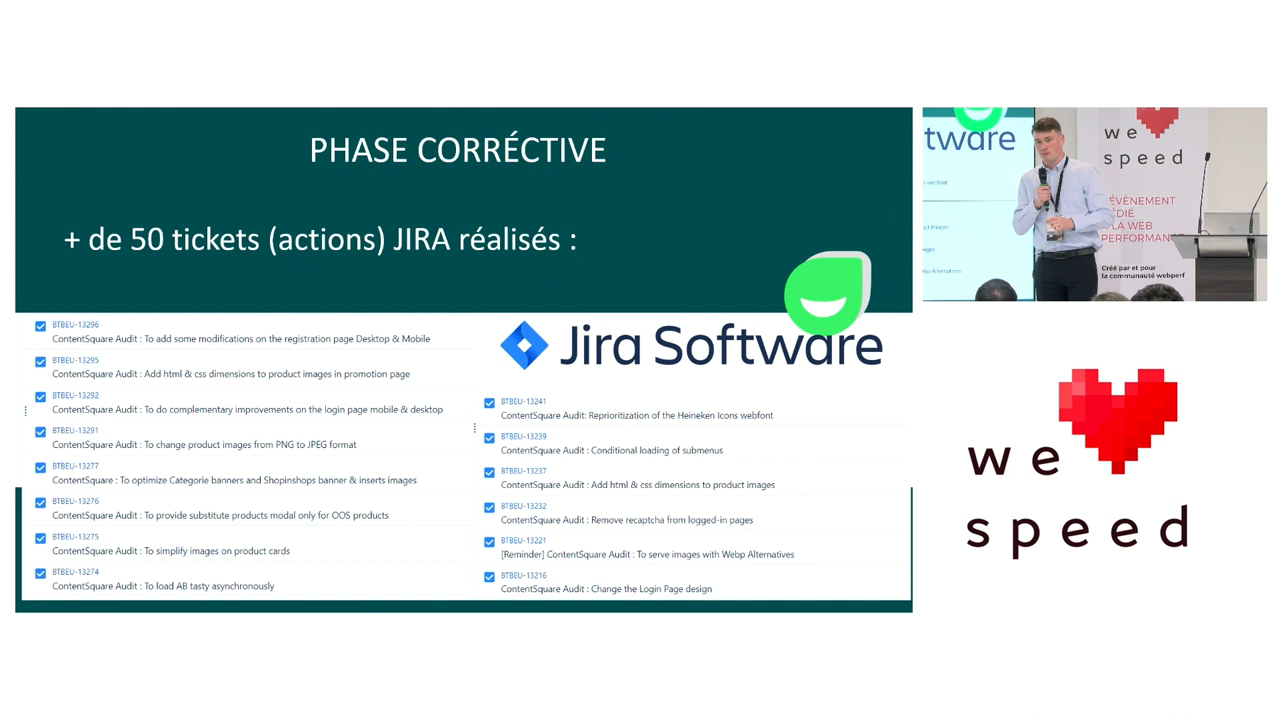 PHASE CORRÉCTIVE
+ de 50 tickets (actions) JIRA réalisés :
BTBEU-13296
ContentSquare Audit : To add some modifications on the registration page Desktop & Mobile
BTBEU-13295
ContentSquare Audit : Add html & css dimensions to product images in promotion page
BTBEU-13292
ContentSquare Audit : To do complementary improvements on the login page mobile & desktop
BTBEU-13291
ContentSquare Audit : To change product images from PNG to JPEG format
BTBEU-13277
ContentSquare : To optimize Categorie banners and Shopinshops banner & inserts images
BTBEU-13276
ContentSquare Audit : To provide substitute products modal only for OOS products
BTBEU-13275
ContentSquare Audit : To simplify images on product cards
BTBEU-13274
ContentSquare Audit : To load AB tasty asynchronously
Jira Software
BTBEU-13241
ContentSquare Audit: Reprioritization of the Heineken Icons webfont
BTBEU-13239
ContentSquare Audit : Conditional loading of submenus
BTBEU-13237
ContentSquare Audit : Add html & css dimensions to product images
BTBEU-13232
ContentSquare Audit : Remove recaptcha from logged-in pages
BTBEU-13221
[Reminder] ContentSquare Audit : To serve images with Webp Alternatives
BTBEU-13216
ContentSquare Audit : Change the Login Page design
tware
webfont
Alternatives
we
speed
ÉVÈNEMENT
DÉDIÉ
LA WEB
PERFORMAN
Créé par et pour
la communauté webperf
we
speed